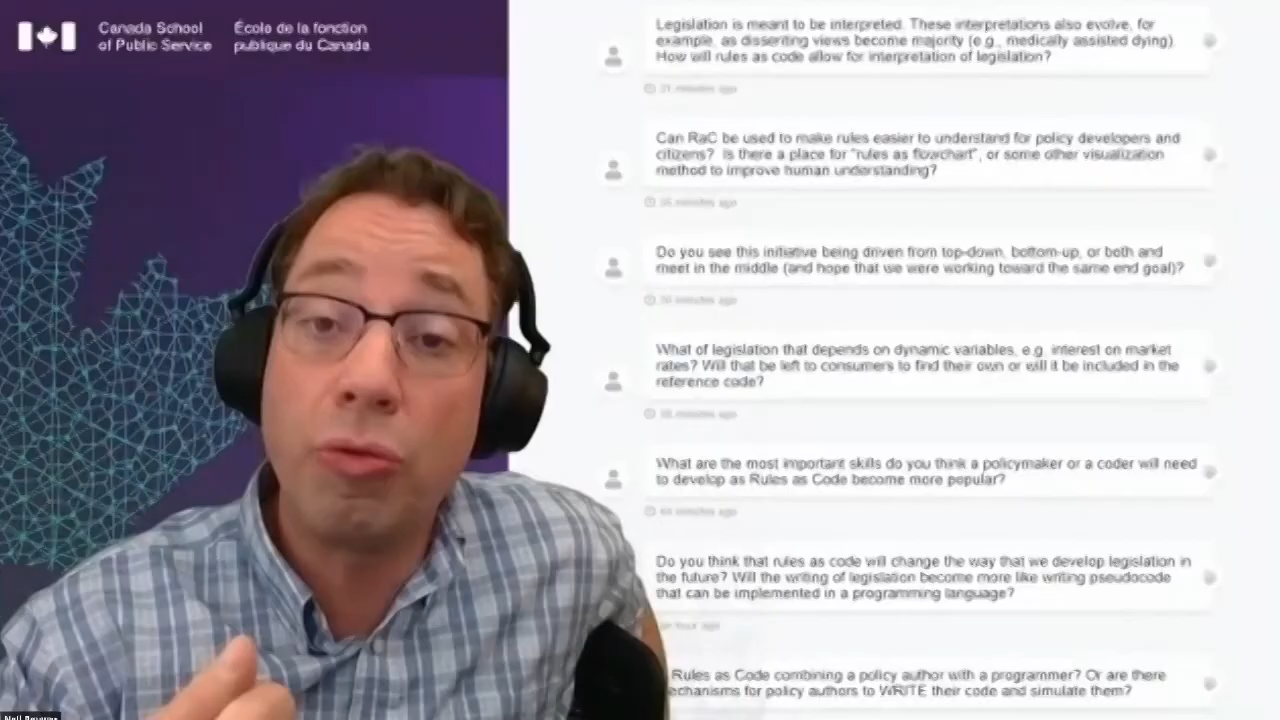 Canada School
of Public Service
École de la fonction
publique du Canada
Legislation is meant to be interpreted. These interpretations also evolve, for
example, as dissenting views become majority (e.g., medically assisted dying).
How will rules as code allow for interpretation of legislation?
Can RaC be used to make rules easier to understand for policy developers and
citizens? Is there a place for "rules as flowchart", or some other visualization
method to improve human understanding?
Do you see this initiative being driven from top-down, bottom-up, or both and
meet in the middle (and hope that we were working toward the same end goal)?
What of legislation that depends on dynamic variables, e.g. interest on market
rates? Will that be left to consumers to find their own or will it be included in the
reference code?
What are the most important skills do you think a policymaker or a coder will need
to develop as Rules as Code become more popular?
Do you think that rules as code will change the way that we develop legislation in
the future? Will the writing of legislation become more like writing pseudocode
that can be implemented in a programming language?
hour ago
Rules as Code combining a policy author with a programmer? Or are there
echanisms for policy authors to WRITE their code and simulate them?